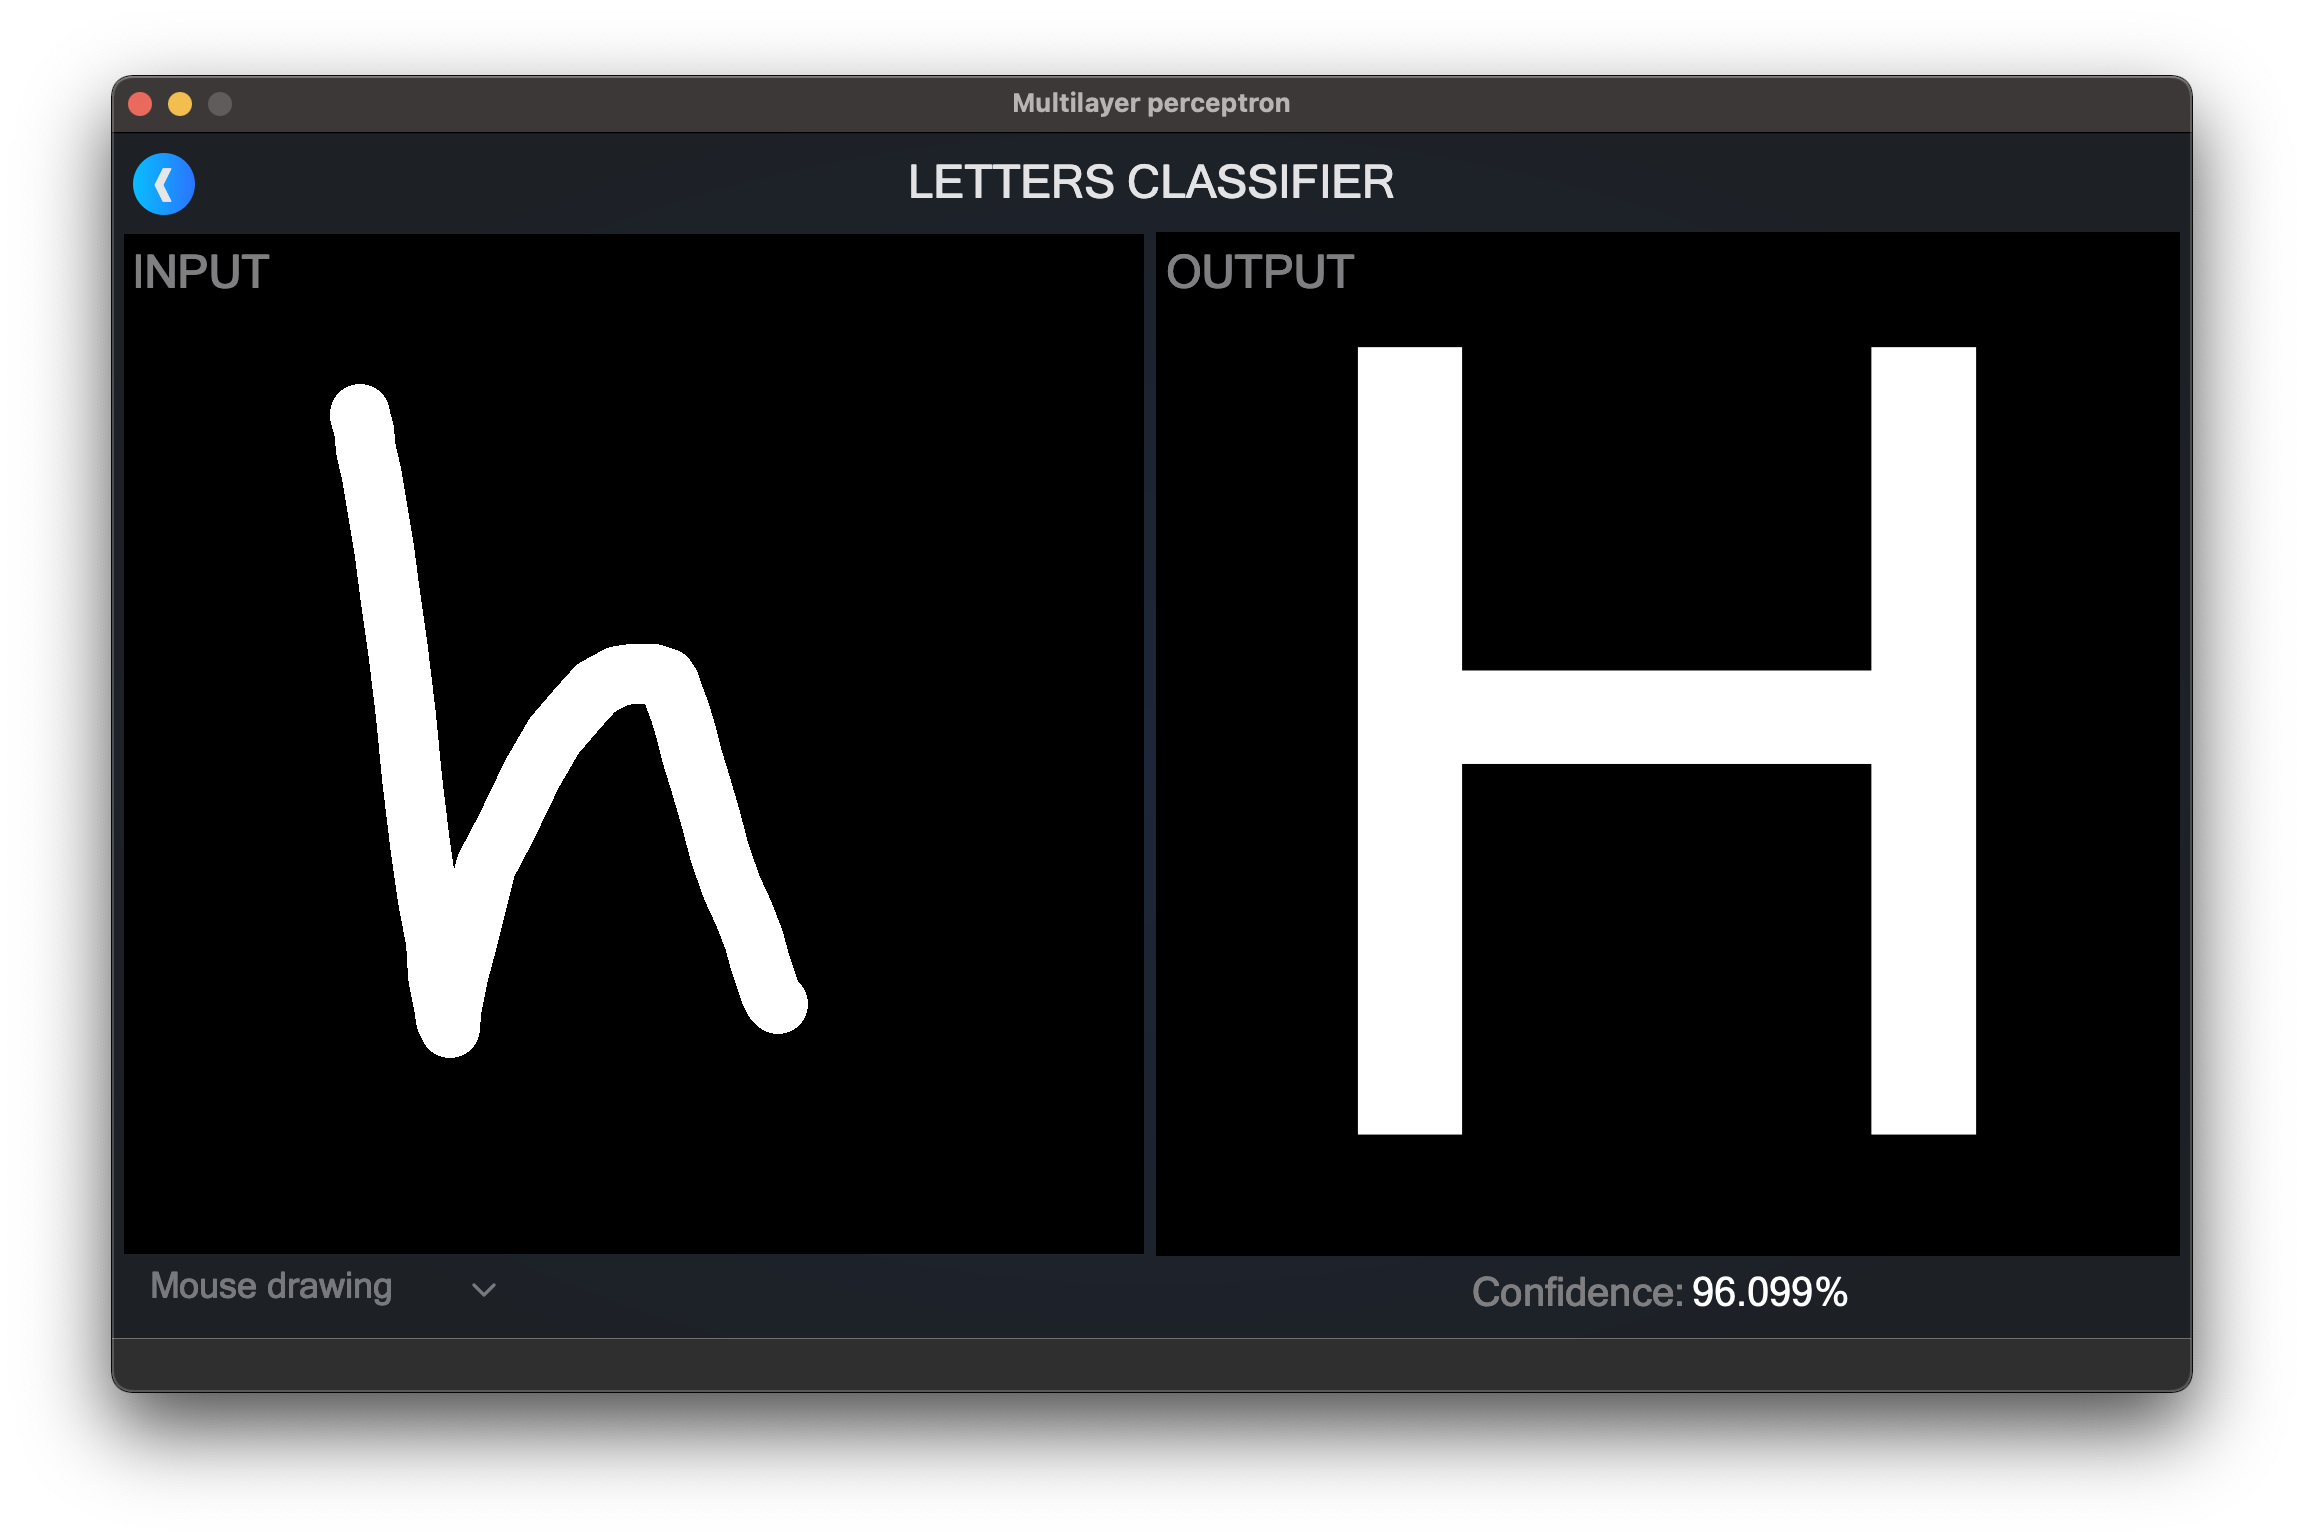 Multilayer perceptron
LETTERS CLASSIFIER
INPUT
OUTPUT
h
H
Mouse drawing
Confidence: 96.099%